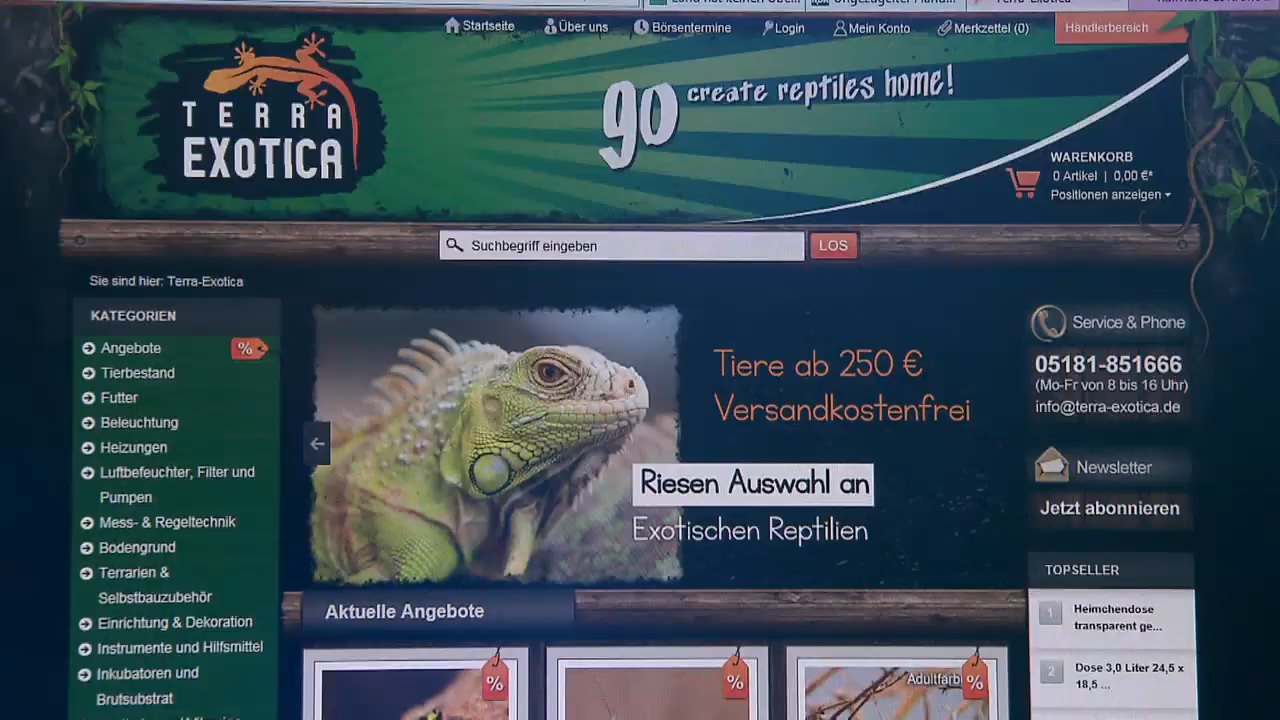 Startseite
Über uns
Börsentermine
Login
Mein Konto
Merkzettel (0)
Händlerbereich
TERRA
EXOTICA
go create reptiles home!
WARENKORB
0 Artikel | 0,00 €*
Positionen anzeigen
Suchbegriff eingeben
LOS
Sie sind hier: Terra-Exotica
KATEGORIEN
Angebote
%
Tierbestand
Futter
Beleuchtung
Heizungen
Luftbefeuchter, Filter und
Pumpen
Mess- & Regeltechnik
Bodengrund
Terrarien &
Selbstbauzubehör
Einrichtung & Dekoration
Instrumente und Hilfsmittel
Inkubatoren und
Brutsubstrat
Tiere ab 250 €
Versandkostenfrei
Riesen Auswahl an
Exotischen Reptilien
Service & Phone
05181-851666
(Mo-Fr von 8 bis 16 Uhr)
info@terra-exotica.de
Newsletter
Jetzt abonnieren
TOPSELLER
1
Heimchendose
transparent ge...
2
Dose 3,0 Liter 24,5 x
18,5 ...
Aktuelle Angebote
%
%
%